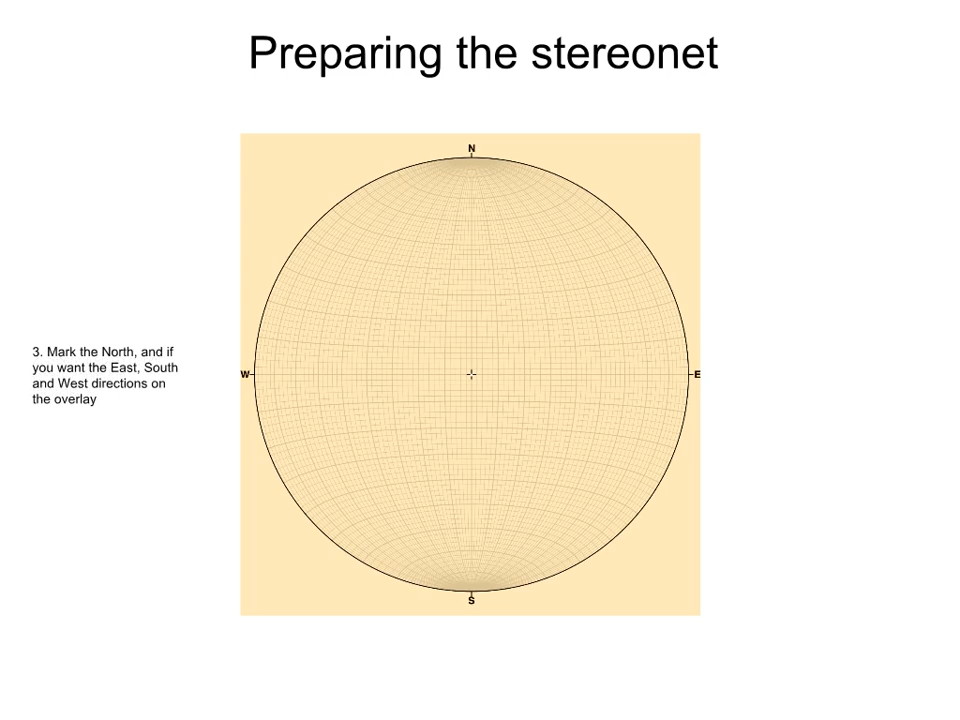 Preparing the stereonet
N
3. Mark the North, and if
you want the East, South
and West directions on
the overlay
W
E
S